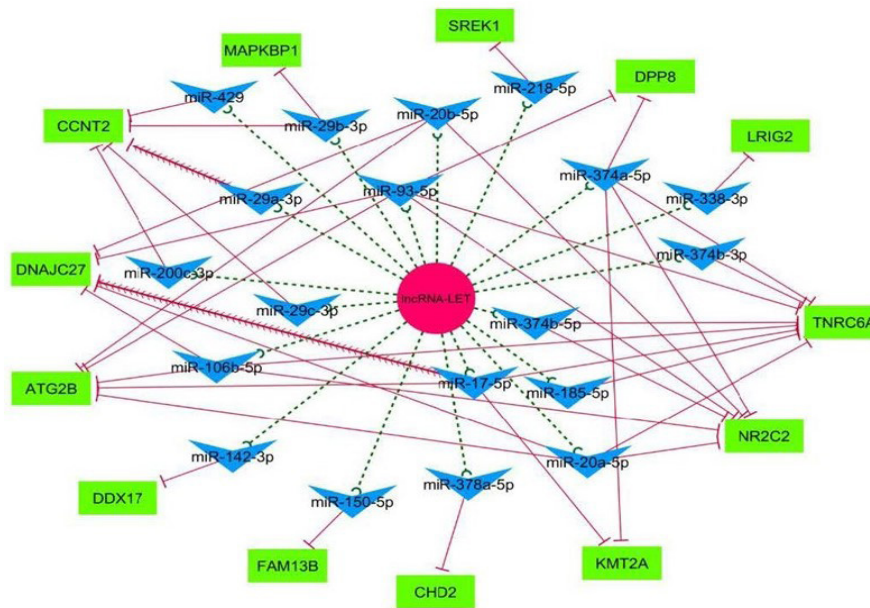 SREK1
MAPKBP1
DPP8
miR-218-5p
miR-429
CCNT2
miR-29b-3p
miR-20b-5p
LRIG2
miR-374a-5p
miR-93-5p
miR-338-3p
miR-29a-3p
miR-374b-3p
DNAJC27
miR-200c-3p
lncRNA-LET
miR-29c-3p
miR-374b-5p
TNRC6A
miR-106b-5p
miR-17-5p
miR-185-5p
ATG2B
NR2C2
miR-142-3p
miR-20a-5p
miR-378a-5p
DDX17
miR-150-5p
FAM13B
KMT2A
CHD2